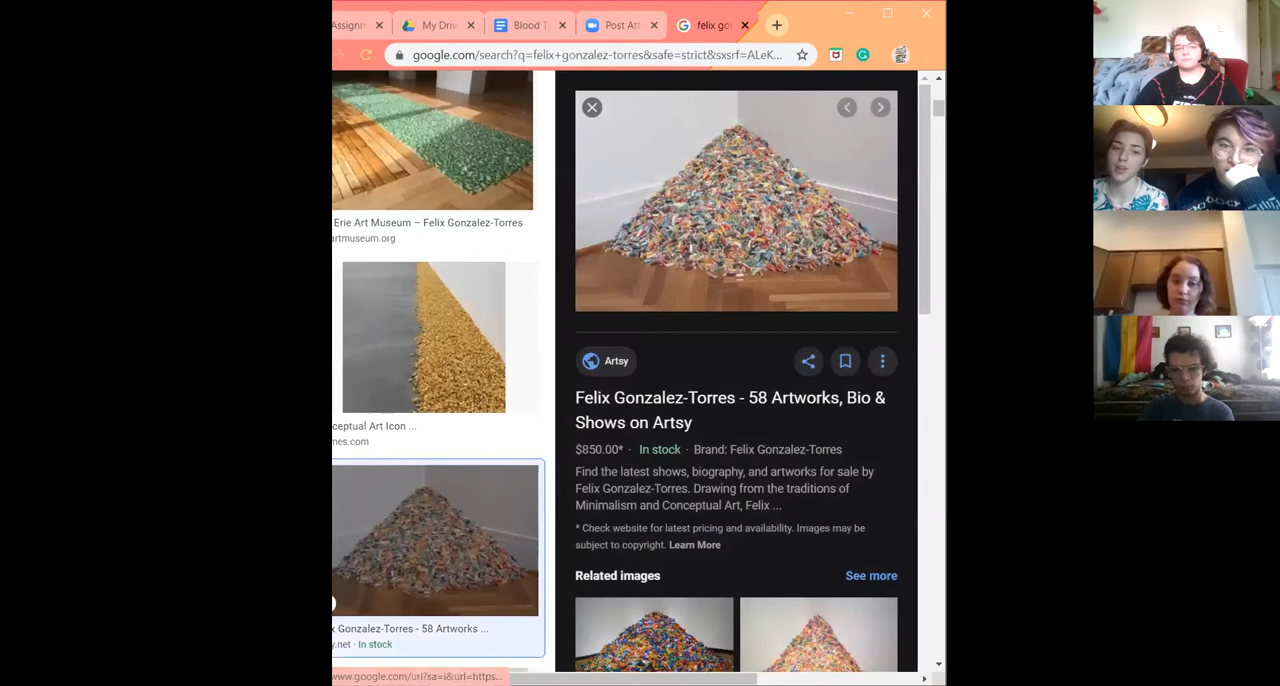 Assignm
My Driv
Blood T
Post Att
felix go
google.com/search?q=felix+gonzalez-torres&safe=strict&sxsrf=ALeK...
Erie Art Museum – Felix Gonzalez-Torres
artmuseum.org
ceptual Art Icon ...
mes.com
x Gonzalez-Torres - 58 Artworks ...
y.net · In stock
www.google.com/url?sa=i&url=https...
Artsy
Felix Gonzalez-Torres - 58 Artworks, Bio &
Shows on Artsy
$850.00* · In stock · Brand: Felix Gonzalez-Torres
Find the latest shows, biography, and artworks for sale by
Felix Gonzalez-Torres. Drawing from the traditions of
Minimalism and Conceptual Art, Felix ...
* Check website for latest pricing and availability. Images may be
subject to copyright. Learn More
Related images
See more